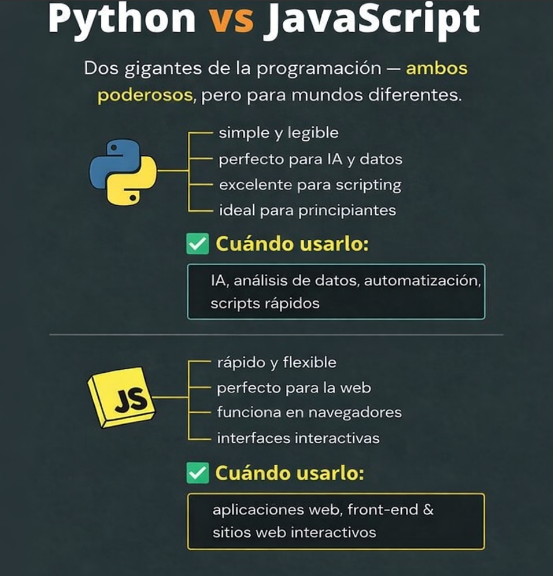 Python vs JavaScript
Dos gigantes de la programación — ambos
poderosos, pero para mundos diferentes.
simple y legible
perfecto para IA y datos
excelente para scripting
ideal para principiantes
✅ Cuándo usarlo:
IA, análisis de datos, automatización,
scripts rápidos
JS
rápido y flexible
perfecto para la web
funciona en navegadores
interfaces interactivas
✅ Cuándo usarlo:
aplicaciones web, front-end &
sitios web interactivos